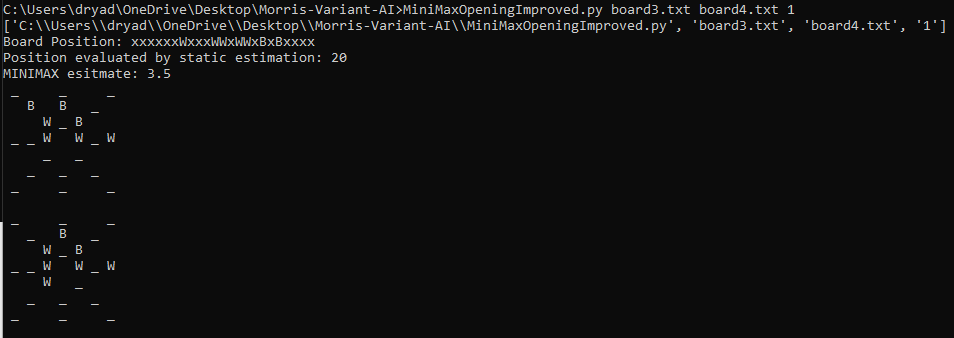 C:\Users\dryad\OneDrive\Desktop\Morris-Variant-AI>MiniMaxOpeningImproved.py board3.txt board4.txt 1
['C:\\Users\\dryad\\OneDrive\\Desktop\\Morris-Variant-AI\\MiniMaxOpeningImproved.py', 'board3.txt', 'board4.txt', '1']
Board Position: xxxxxxWxxxWWxWWxBxBxxxx
Position evaluated by static estimation: 20
MINIMAX esitmate: 3.5
 _     _     _
   B   B   _
     W _ B
 _ _ W   W _ W
     _   _
   _   _   _
 _     _     _
 _     _     _
   _   B   _
     W _ B
 _ _ W   W _ W
     W   _
   _   _   _
 _     _     _